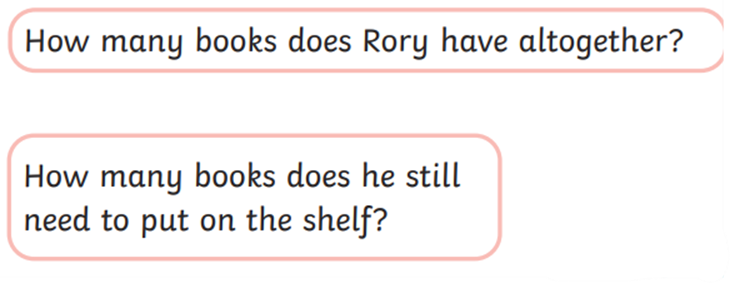 How many books does Rory have altogether?
How many books does he still
need to put on the shelf?